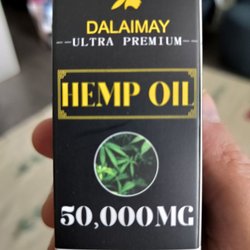 DALAIMAY
--ULTRA PREMIUM--
HEMP OIL
50,000MG